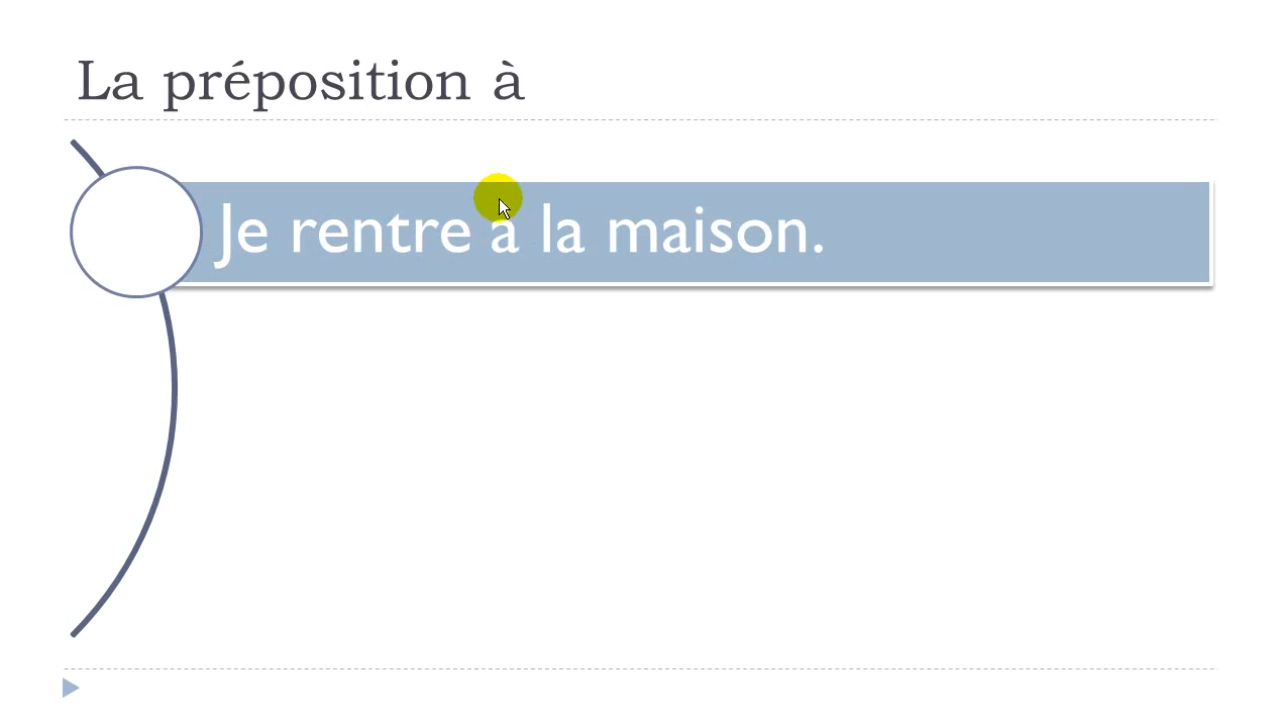 La préposition à
Je rentre à la maison.